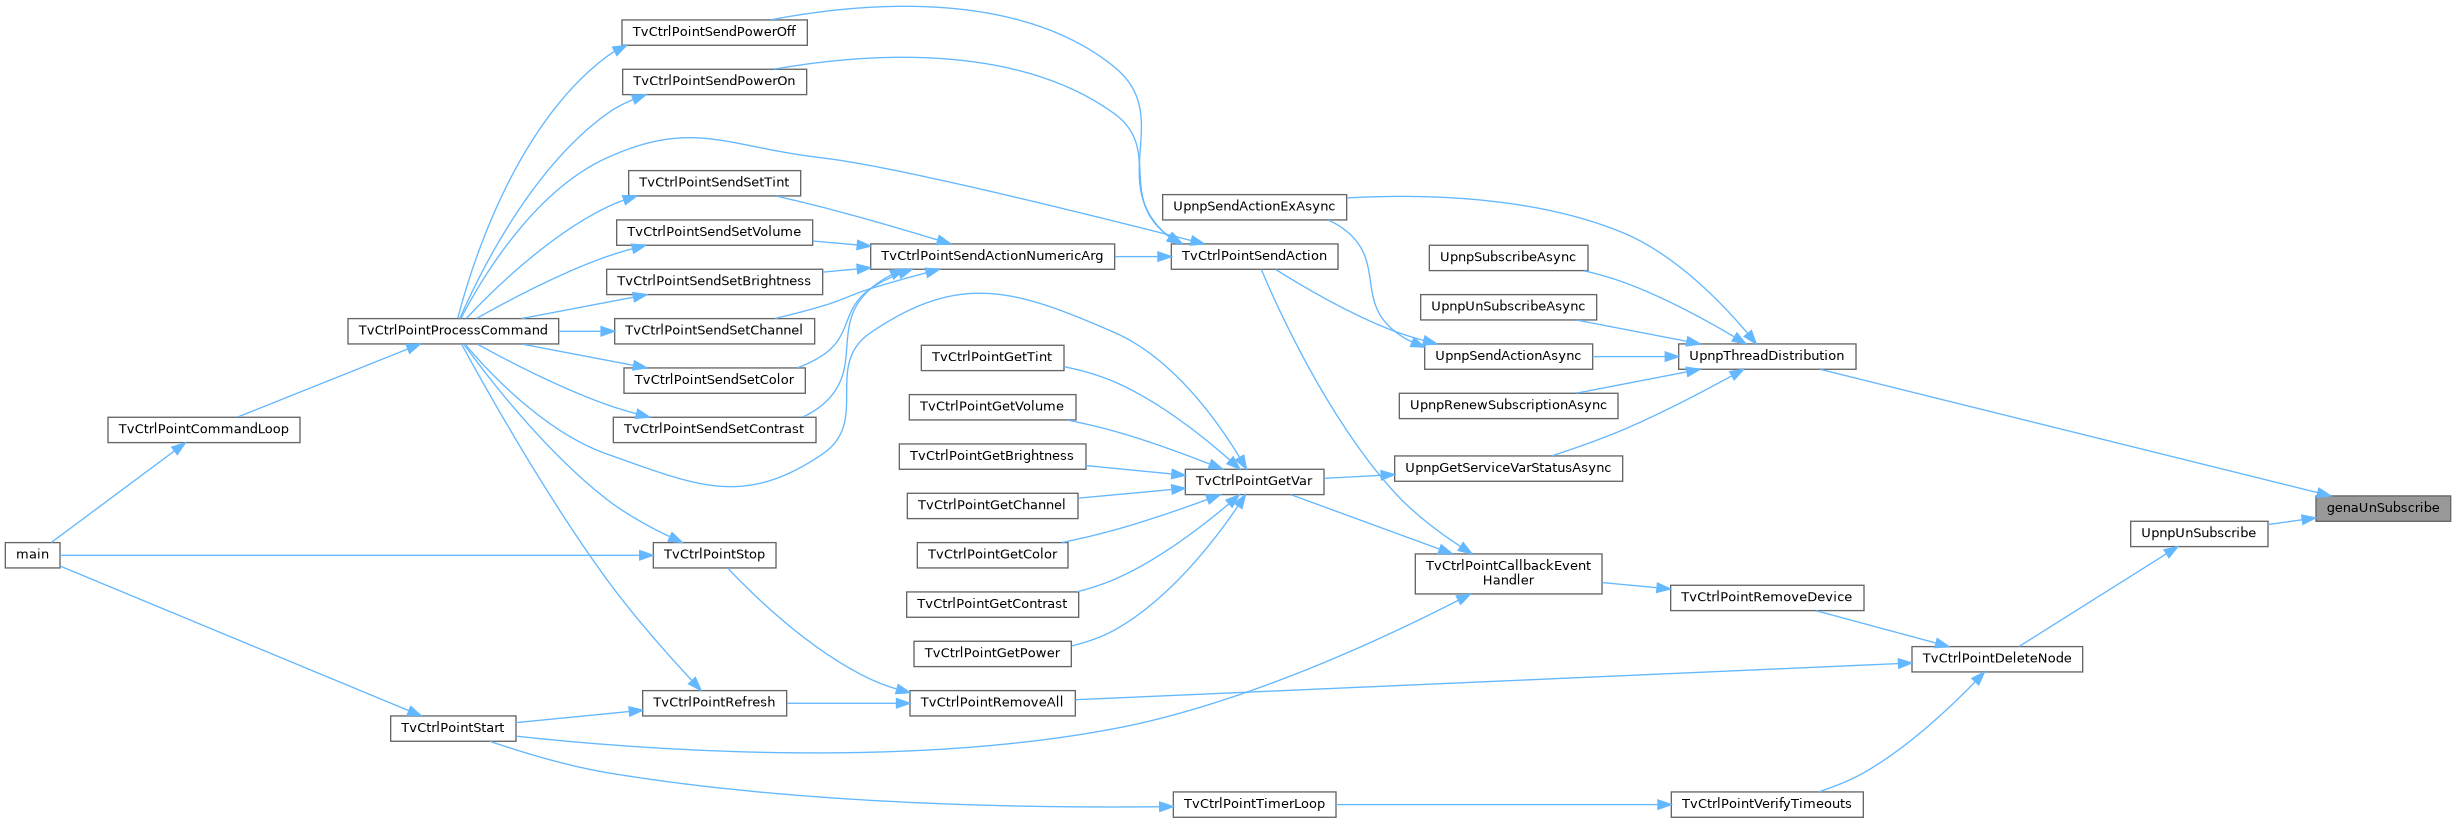 TvCtrlPointSendPowerOff
TvCtrlPointSendPowerOn
TvCtrlPointSendSetTint
UpnpSendActionExAsync
TvCtrlPointSendSetVolume
TvCtrlPointSendActionNumericArg
TvCtrlPointSendAction
UpnpSubscribeAsync
TvCtrlPointSendSetBrightness
UpnpUnSubscribeAsync
TvCtrlPointProcessCommand
TvCtrlPointSendSetChannel
TvCtrlPointGetTint
UpnpSendActionAsync
UpnpThreadDistribution
TvCtrlPointSendSetColor
TvCtrlPointGetVolume
UpnpRenewSubscriptionAsync
TvCtrlPointCommandLoop
TvCtrlPointSendSetContrast
TvCtrlPointGetBrightness
UpnpGetServiceVarStatusAsync
TvCtrlPointGetVar
TvCtrlPointGetChannel
genaUnSubscribe
UpnpUnSubscribe
main
TvCtrlPointStop
TvCtrlPointGetColor
TvCtrlPointCallbackEvent
Handler
TvCtrlPointRemoveDevice
TvCtrlPointGetContrast
TvCtrlPointGetPower
TvCtrlPointDeleteNode
TvCtrlPointRefresh
TvCtrlPointRemoveAll
TvCtrlPointStart
TvCtrlPointTimerLoop
TvCtrlPointVerifyTimeouts